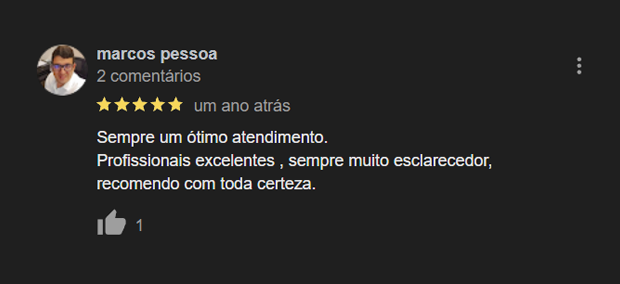 marcos pessoa
2 comentários
um ano atrás
Sempre um ótimo atendimento.
Profissionais excelentes , sempre muito esclarecedor,
recomendo com toda certeza.
1